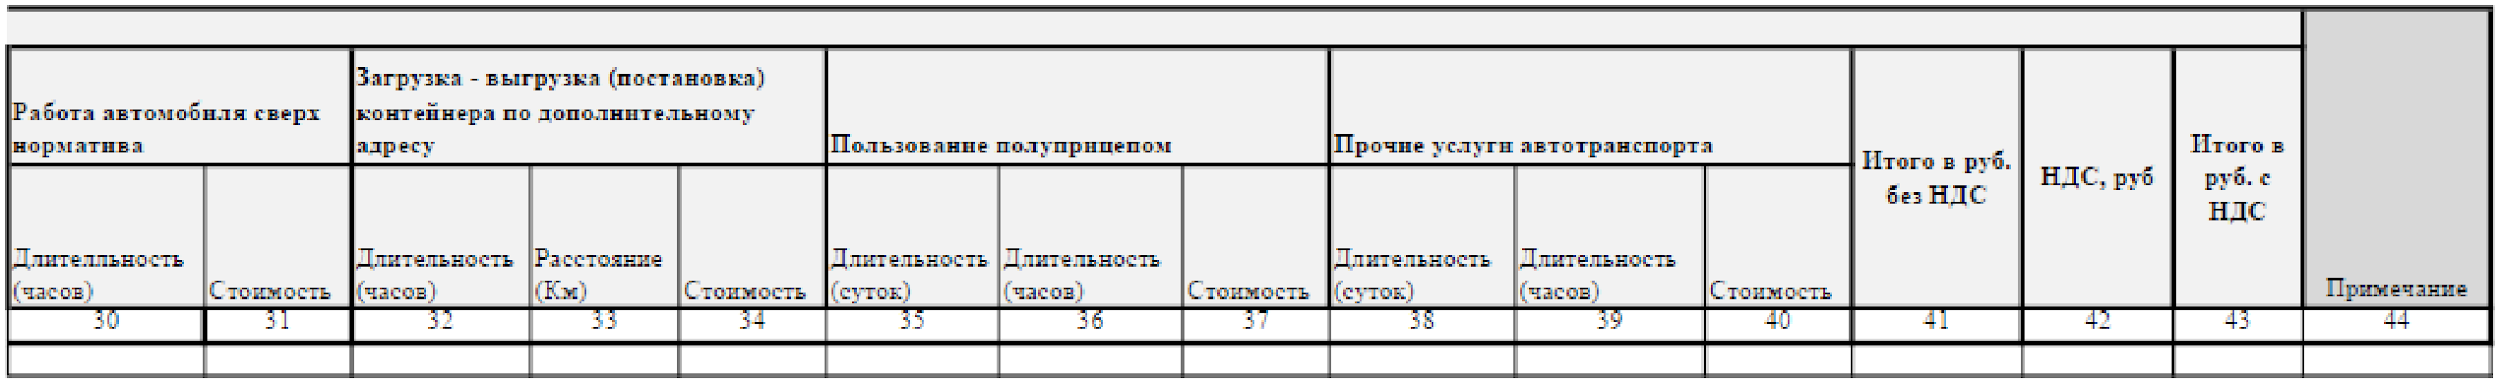 Работа автомобиля сверх
норматива
Загрузка - выгрузка (постановка)
контейнера по дополнительному
адресу
Пользование полуприцепом
Прочие услуги автотранспорта
Итого в руб.
без НДС
НДС, руб
Итого в
руб. с
НДС
Примечание
Длителльность
(часов)
Стоимость
Длительность
(часов)
Расстояние
(Км)
Стоимость
Длительность
(суток)
Длительность
(часов)
Стоимость
Длительность
(суток)
Длительность
(часов)
Стоимость
30 31 32 33 34 35 36 37 38 39 40 41 42 43 44